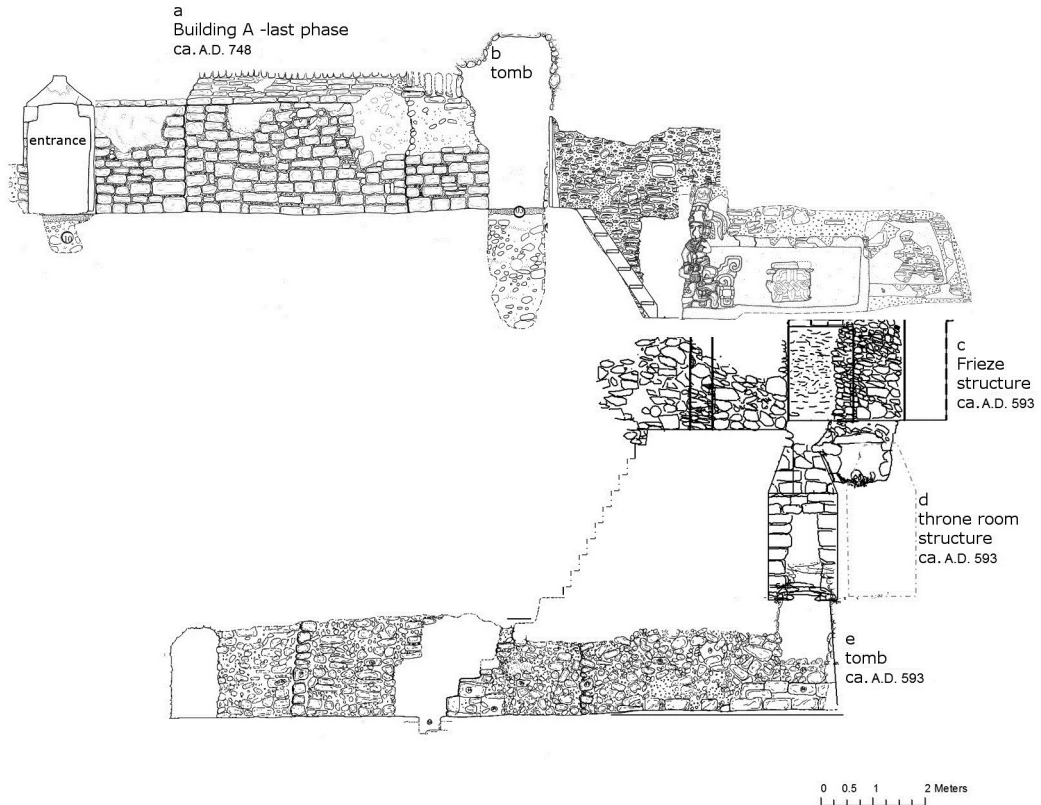 a
Building A -last phase
ca. A.D. 748
b
tomb
entrance
c
Frieze
structure
ca. A.D. 593
d
throne room
structure
ca. A.D. 593
e
tomb
ca. A.D. 593
0 0.5 1 2 Meters